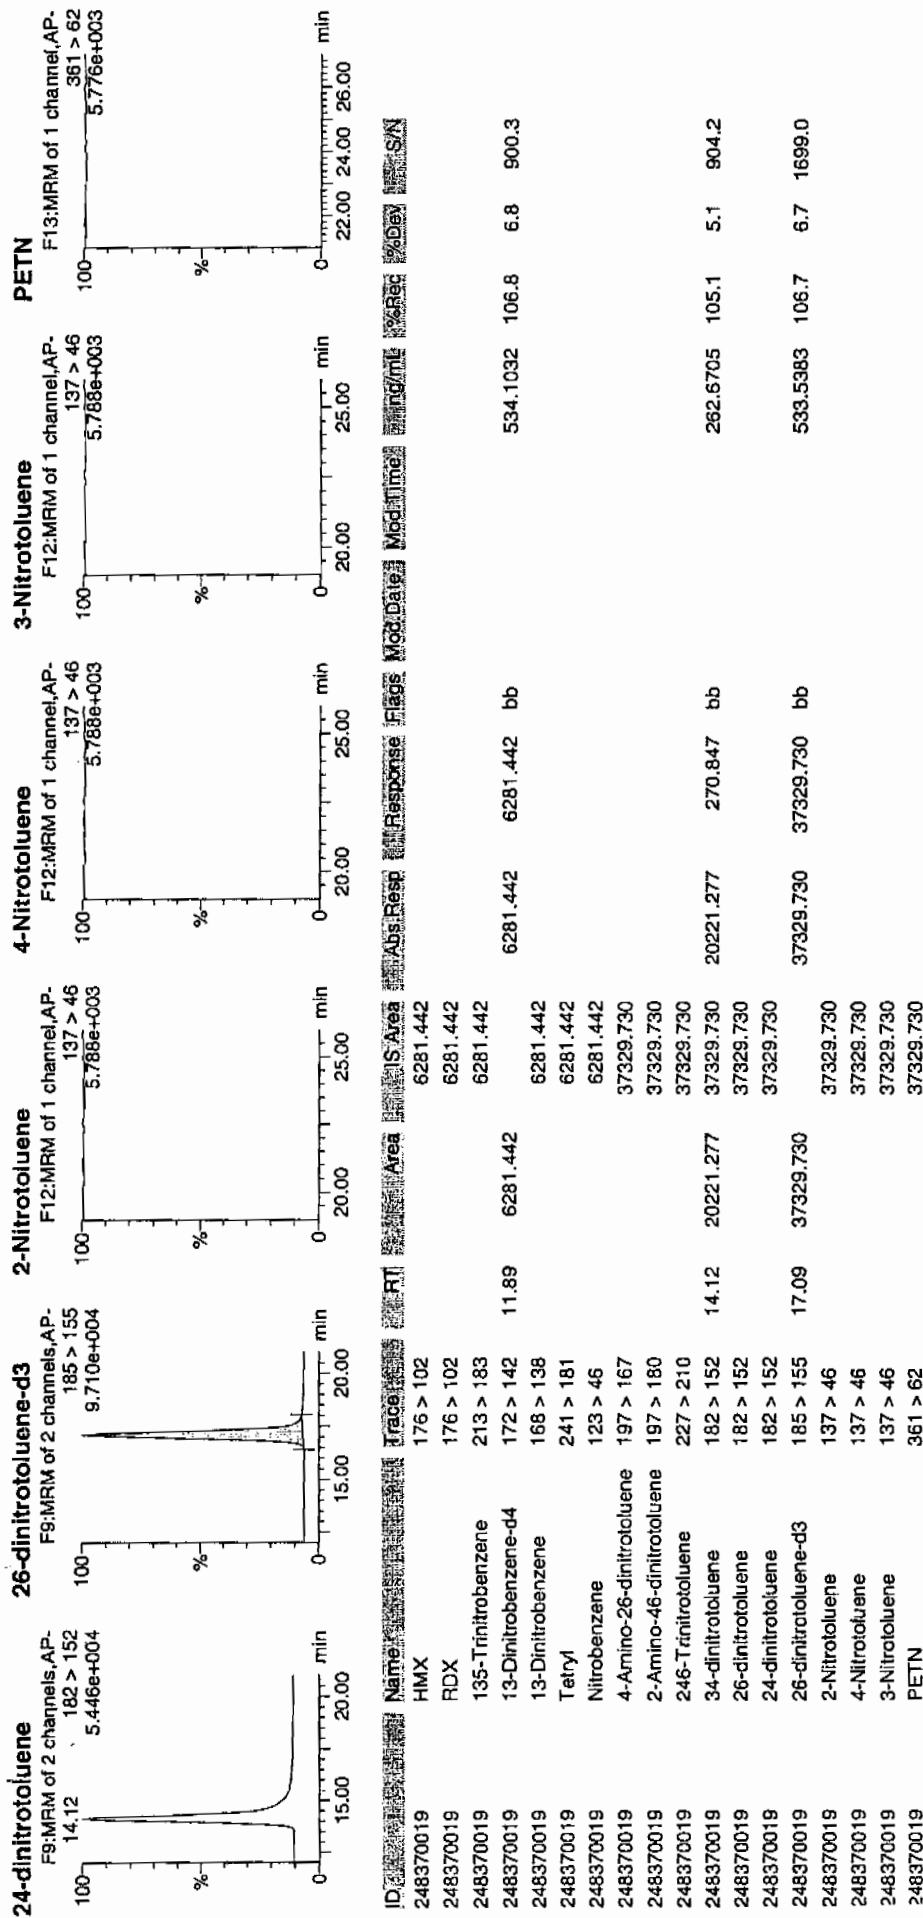 24-dinitrotoluene
F9:MRM of 2 channels,AP-
14.12 182 > 152
5.446e+004
100
%
0
15.00 20.00 min
26-dinitrotoluene-d3
F9:MRM of 2 channels,AP-
185 > 155
9.710e+004
100
%
0
15.00 20.00 min
2-Nitrotoluene
F12:MRM of 1 channel,AP-
137 > 46
5.788e+003
100
%
0
20.00 25.00 min
4-Nitrotoluene
F12:MRM of 1 channel,AP-
137 > 46
5.788e+003
100
%
0
20.00 25.00 min
3-Nitrotoluene
F12:MRM of 1 channel,AP-
137 > 46
5.788e+003
100
%
0
20.00 25.00 min
PETN
F13:MRM of 1 channel,AP-
361 > 62
5.776e+003
100
%
0
22.00 24.00 26.00 min
ID Name Trace RT Area IS Area Abs.Resp Response Flags Mod.Date Mod.Time ng/mL %Rec %Dev S/N
248370019 HMX 176 > 102 6281.442
248370019 RDX 176 > 102 6281.442
248370019 135-Trinitrobenzene 213 > 183 6281.442
248370019 13-Dinitrobenzene-d4 172 > 142 11.89 6281.442 6281.442 6281.442 bb 534.1032 106.8 6.8 900.3
248370019 13-Dinitrobenzene 168 > 138 6281.442
248370019 Tetryl 241 > 181 6281.442
248370019 Nitrobenzene 123 > 46 6281.442
248370019 4-Amino-26-dinitrotoluene 197 > 167 37329.730
248370019 2-Amino-46-dinitrotoluene 197 > 180 37329.730
248370019 246-Trinitrotoluene 227 > 210 37329.730
248370019 34-dinitrotoluene 182 > 152 14.12 20221.277 37329.730 20221.277 270.847 bb 262.6705 105.1 5.1 904.2
248370019 26-dinitrotoluene 182 > 152 37329.730
248370019 24-dinitrotoluene 182 > 152 37329.730
248370019 26-dinitrotoluene-d3 185 > 155 17.09 37329.730 37329.730 37329.730 bb 533.5383 106.7 6.7 1699.0
248370019 2-Nitrotoluene 137 > 46 37329.730
248370019 4-Nitrotoluene 137 > 46 37329.730
248370019 3-Nitrotoluene 137 > 46 37329.730
248370019 PETN 361 > 62 37329.730